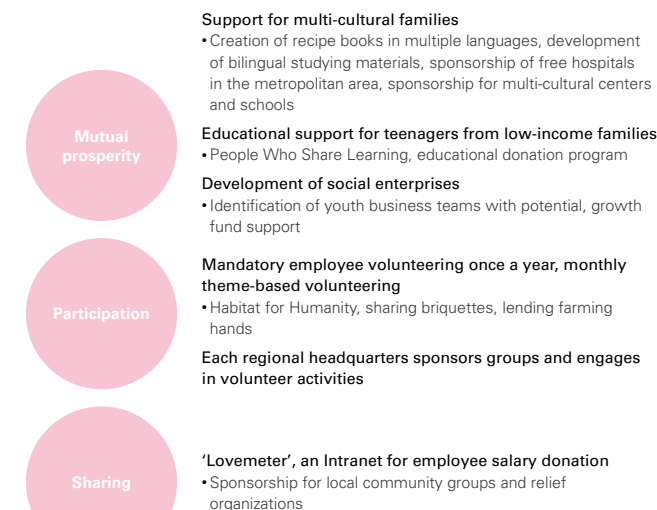 Support for multi-cultural families
• Creation of recipe books in multiple languages, development
of bilingual studying materials, sponsorship of free hospitals
in the metropolitan area, sponsorship for multi-cultural centers
and schools
Mutual
prosperity
Educational support for teenagers from low-income families
• People Who Share Learning, educational donation program
Development of social enterprises
• Identification of youth business teams with potential, growth
fund support
Mandatory employee volunteering once a year, monthly
theme-based volunteering
Participation
• Habitat for Humanity, sharing briquettes, lending farming
hands
Each regional headquarters sponsors groups and engages
in volunteer activities
'Lovemeter', an Intranet for employee salary donation
Sharing
• Sponsorship for local community groups and relief
organizations